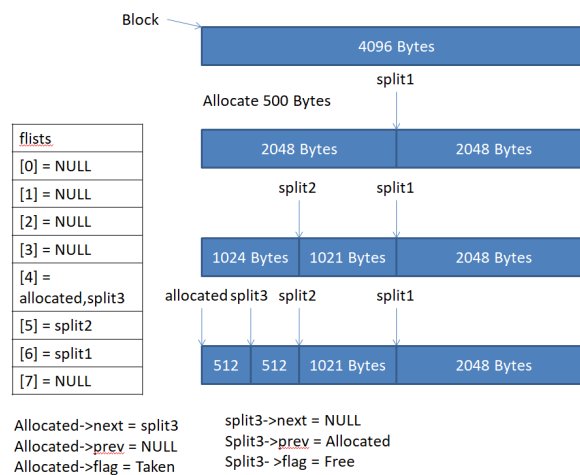 Block
4096 Bytes
split1
Allocate 500 Bytes
2048 Bytes 2048 Bytes
split2 split1
1024 Bytes 1021 Bytes 2048 Bytes
allocated split3 split2 split1
512 512 1021 Bytes 2048 Bytes
flists
[0] = NULL
[1] = NULL
[2] = NULL
[3] = NULL
[4] =
allocated,split3
[5] = split2
[6] = split1
[7] = NULL
Allocated->next = split3
Allocated->prev = NULL
Allocated->flag = Taken
split3->next = NULL
Split3->prev = Allocated
Split3- >flag = Free